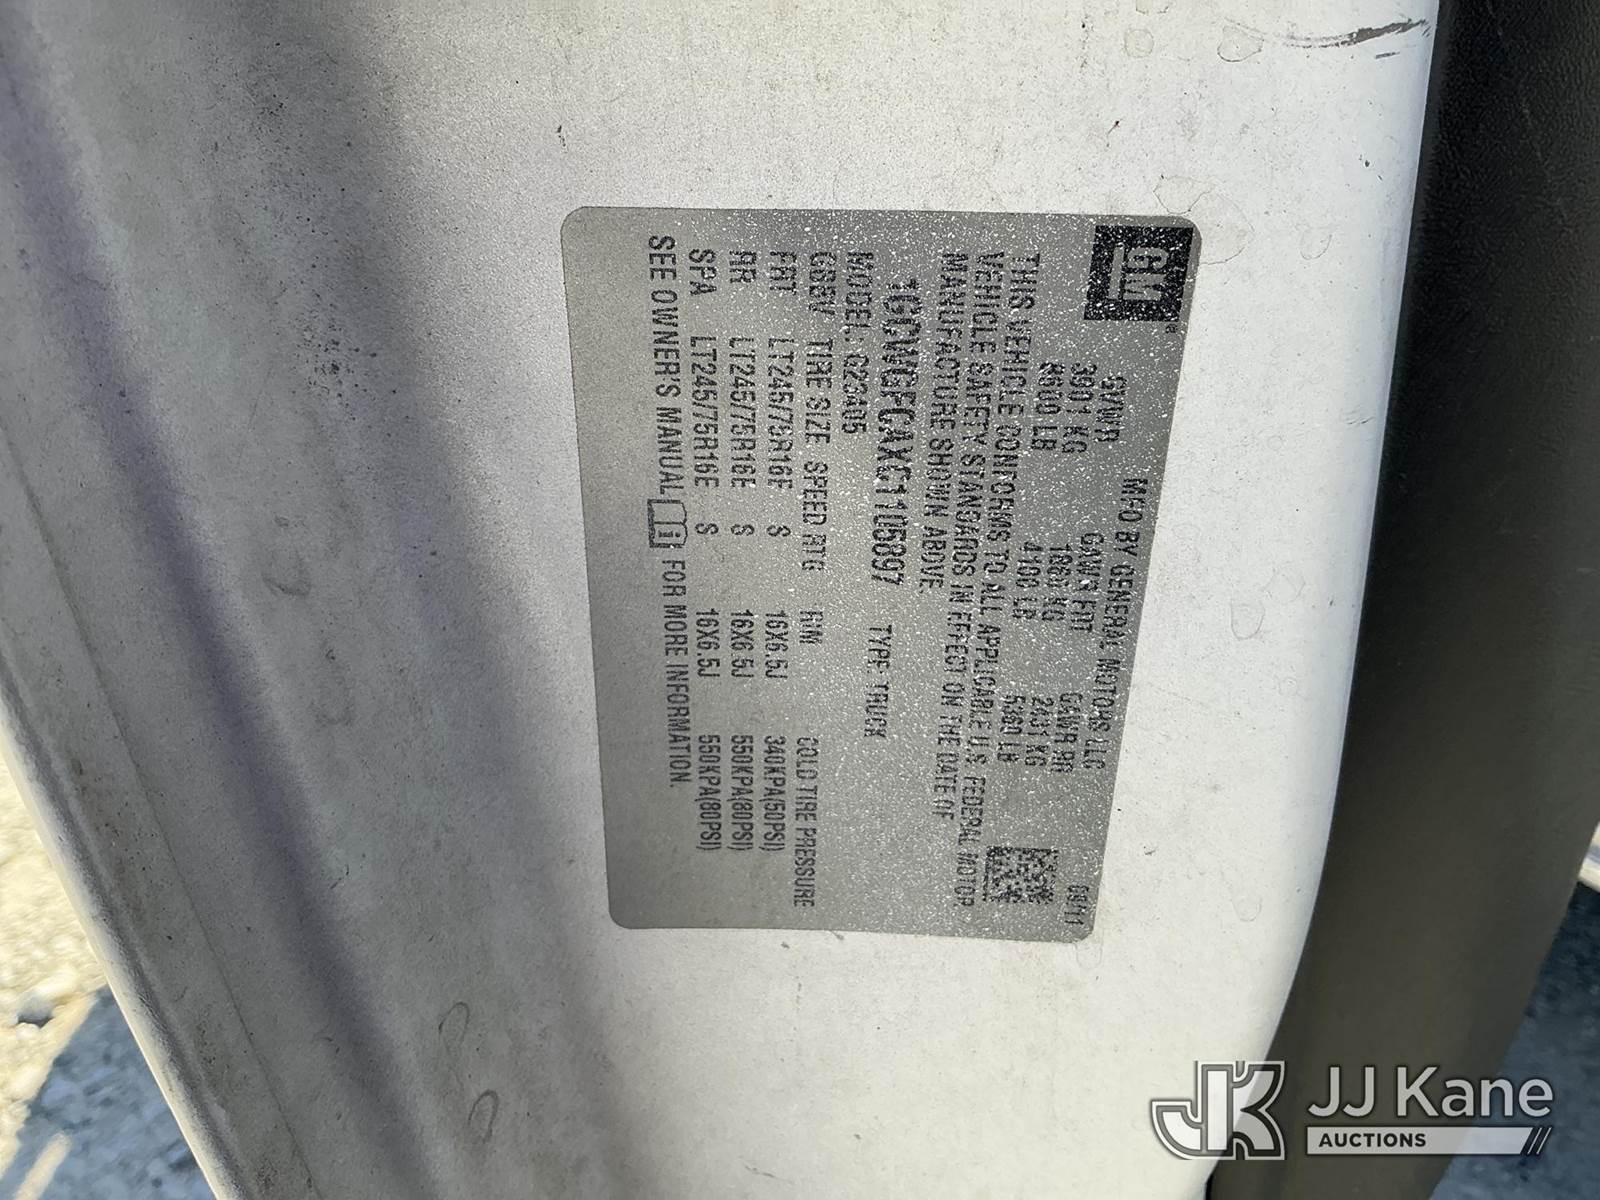 GM
MFD BY GENERAL MOTORS LLC
GVWR GAWR FRT GAWR RR
3901 KG 1860 KG 2431 KG
8600 LB 4100 LB 5360 LB
THIS VEHICLE CONFORMS TO ALL APPLICABLE U.S. FEDERAL MOTOR
VEHICLE SAFETY STANDARDS IN EFFECT ON THE DATE OF
MANUFACTURE SHOWN ABOVE.
1GCWGFCAXC1105897 TYPE: TRUCK
MODEL: G23405
TIRE SIZE SPEED RTG RIM COLD TIRE PRESSURE
FRT LT245/75R16E S 16X6.5J 340KPA(50PSI)
RR LT245/75R16E S 16X6.5J 550KPA(80PSI)
SPA LT245/75R16E S 16X6.5J 550KPA(80PSI)
SEE OWNER'S MANUAL FOR MORE INFORMATION.
JK JJ Kane
AUCTIONS